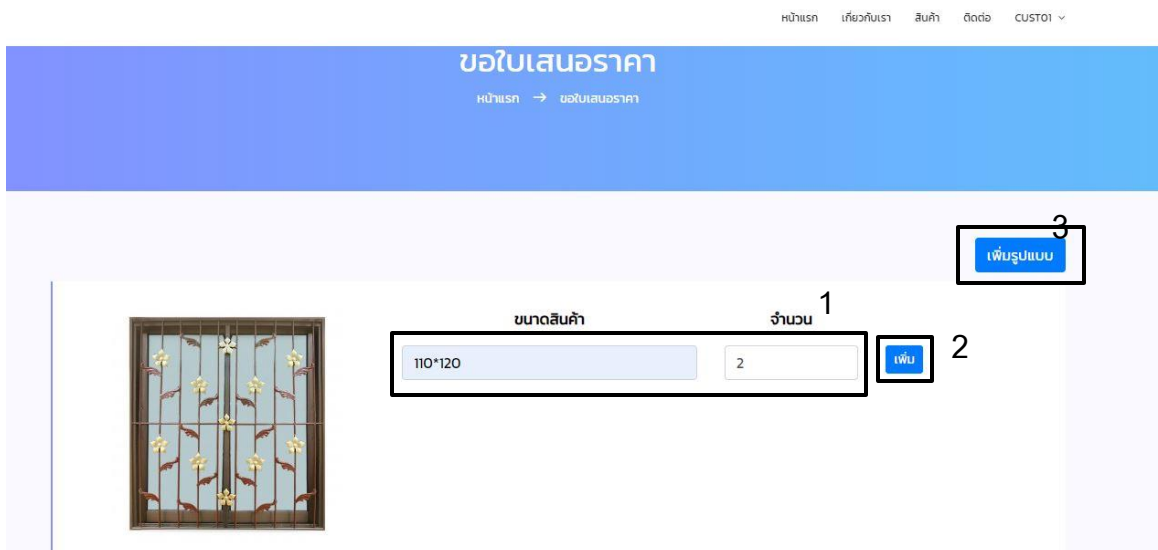 หน้าแรก เกี่ยวกับเรา สินค้า ติดต่อ CUST01
ขอใบเสนอราคา
หน้าแรก → ขอใบเสนอราคา
3
เพิ่มรูปแบบ
1
ขนาดสินค้า จำนวน
110*120 2 เพิ่ม 2